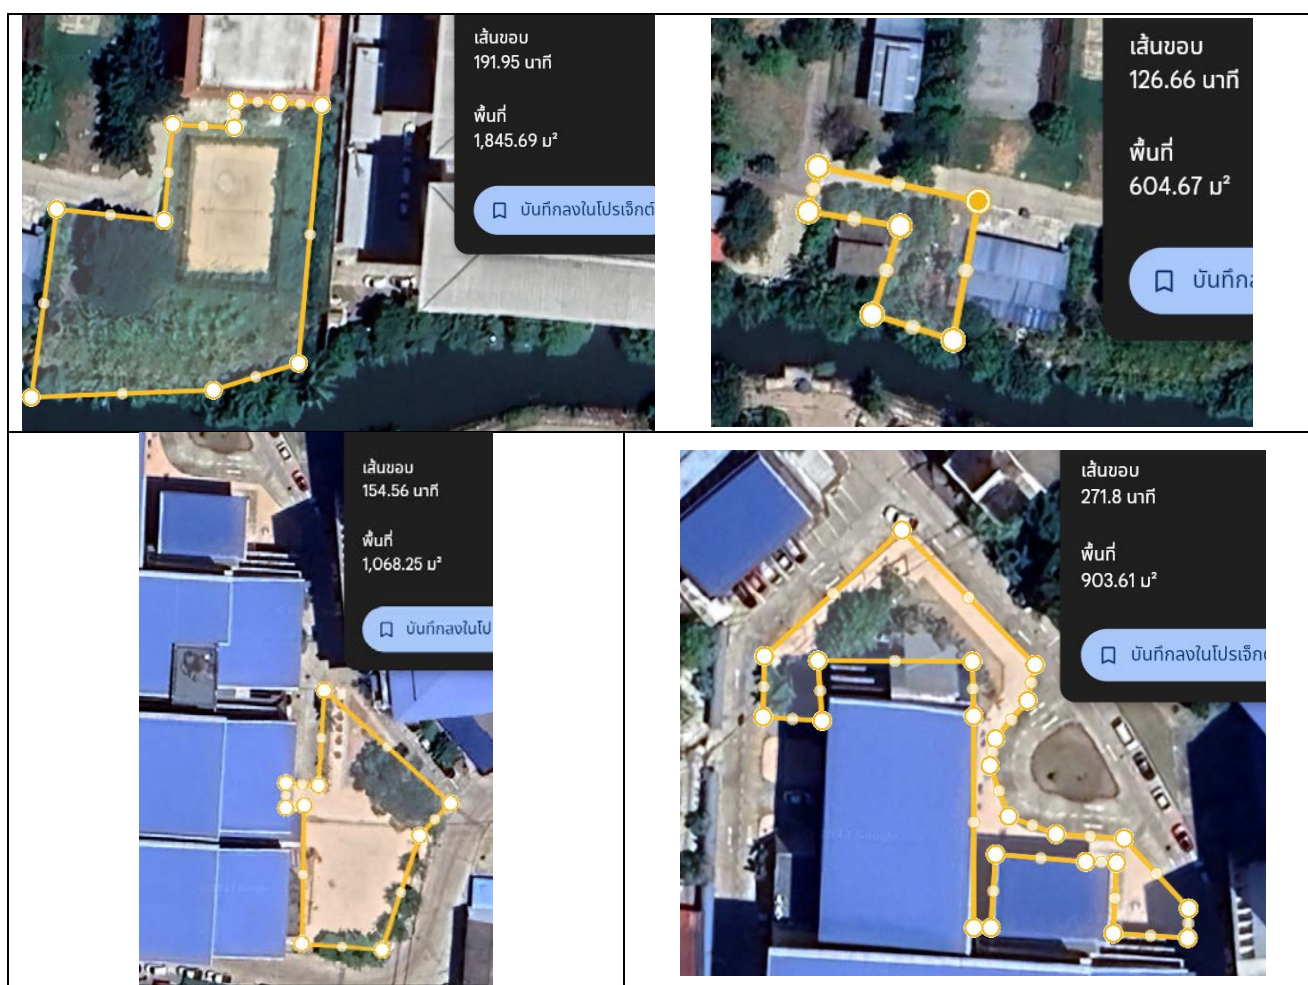 เส้นขอบ
191.95 นาที
พื้นที่
1,845.69 ม²
บันทึกลงในโปรเจ็กต์
เส้นขอบ
126.66 นาที
พื้นที่
604.67 ม²
บันทึกล
เส้นขอบ
154.56 นาที
พื้นที่
1,068.25 ม²
บันทึกลงในโป
เส้นขอบ
271.8 นาที
พื้นที่
903.61 ม²
บันทึกลงในโปรเจ็ก